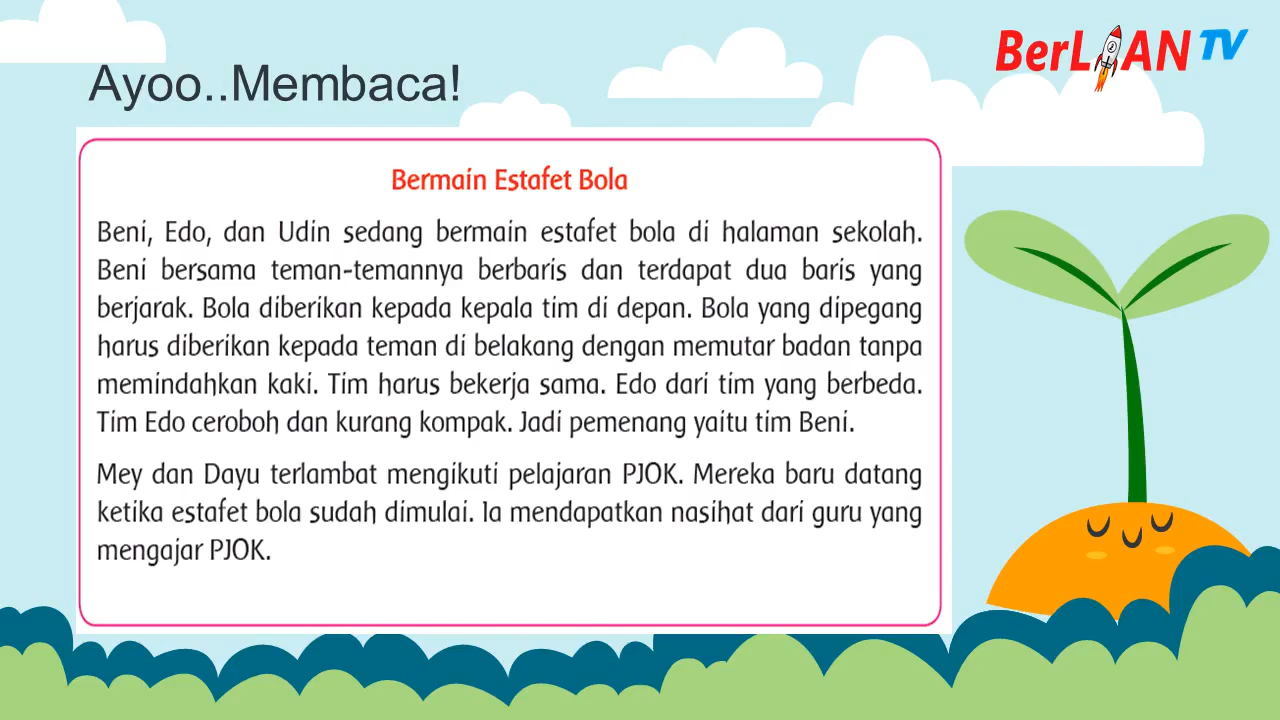 BerLIAN TV
Ayoo..Membaca!
Bermain Estafet Bola
Beni, Edo, dan Udin sedang bermain estafet bola di halaman sekolah.
Beni bersama teman-temannya berbaris dan terdapat dua baris yang
berjarak. Bola diberikan kepada kepala tim di depan. Bola yang dipegang
harus diberikan kepada teman di belakang dengan memutar badan tanpa
memindahkan kaki. Tim harus bekerja sama. Edo dari tim yang berbeda.
Tim Edo ceroboh dan kurang kompak. Jadi pemenang yaitu tim Beni.
Mey dan Dayu terlambat mengikuti pelajaran PJOK. Mereka baru datang
ketika estafet bola sudah dimulai. Ia mendapatkan nasihat dari guru yang
mengajar PJOK.